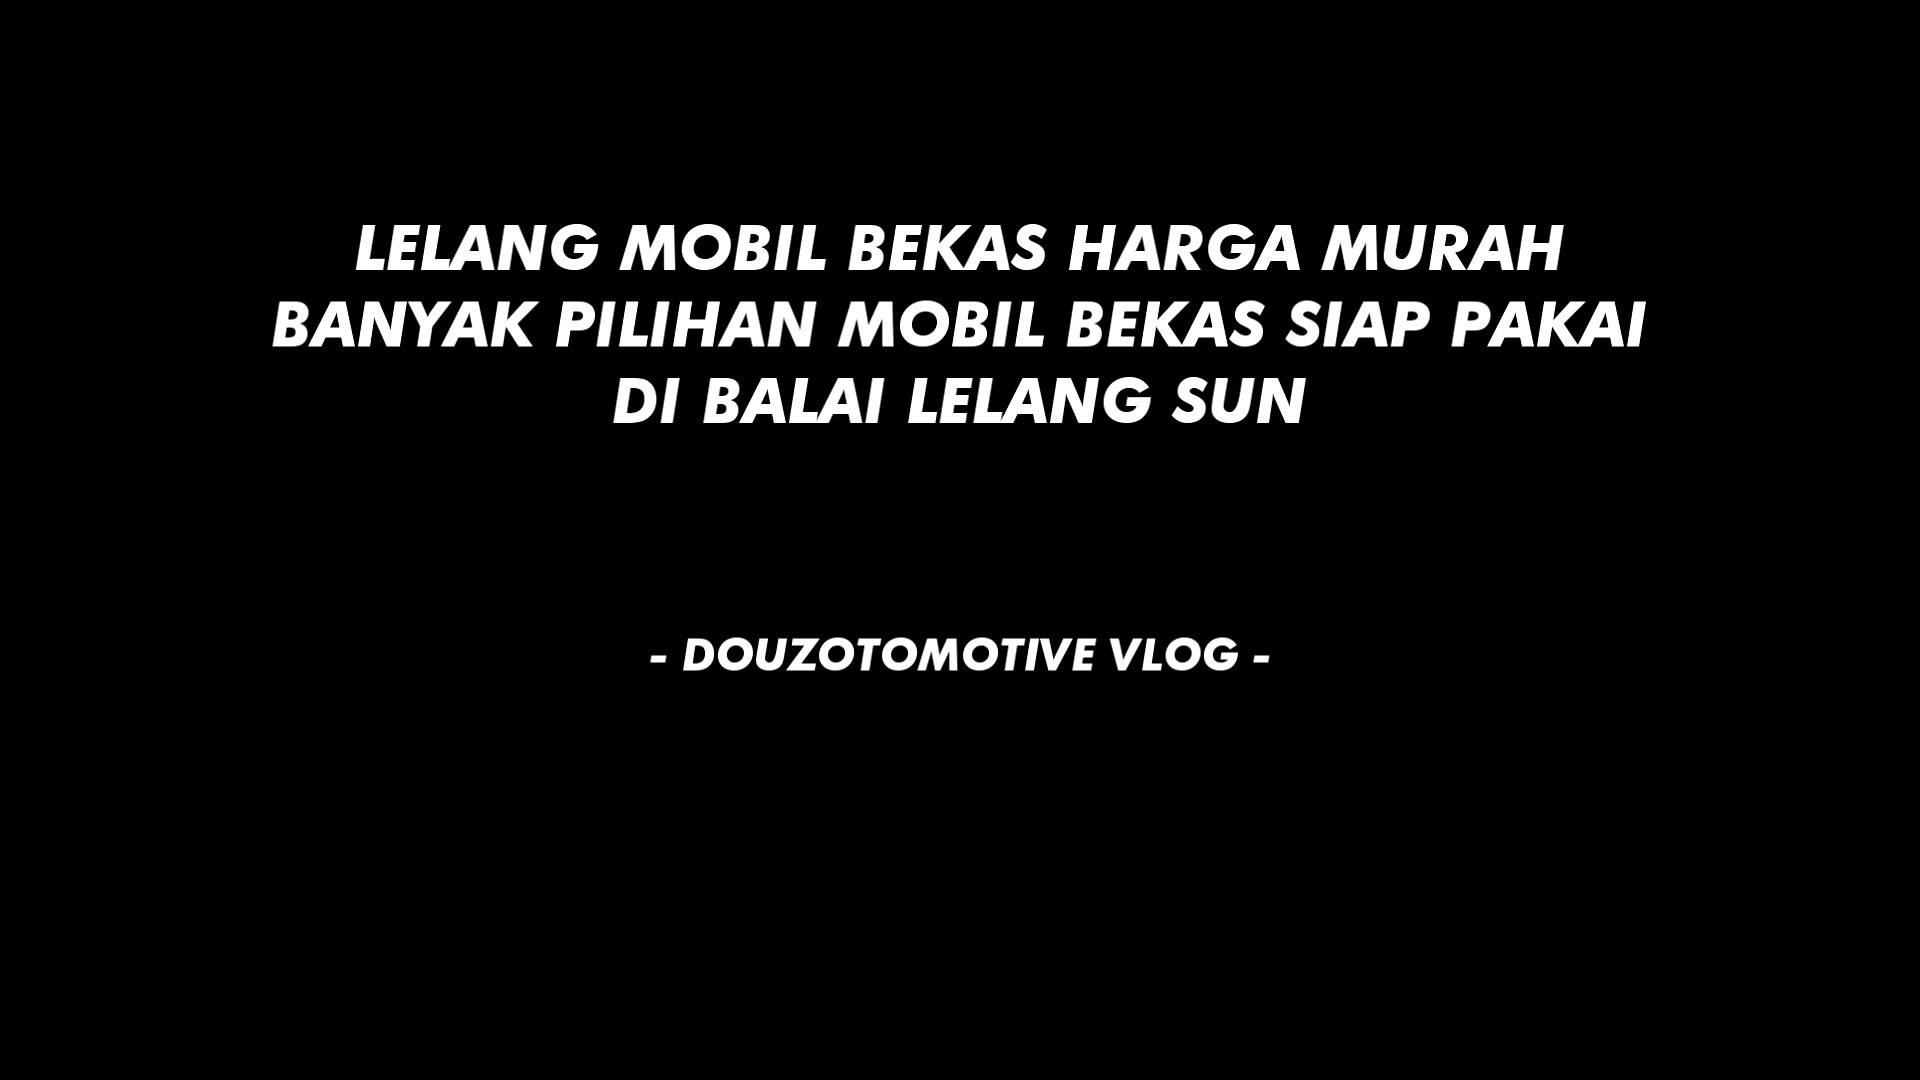 LELANG MOBIL BEKAS HARGA MURAH
BANYAK PILIHAN MOBIL BEKAS SIAP PAKAI
DI BALAI LELANG SUN
- DOUZOTOMOTIVE VLOG -